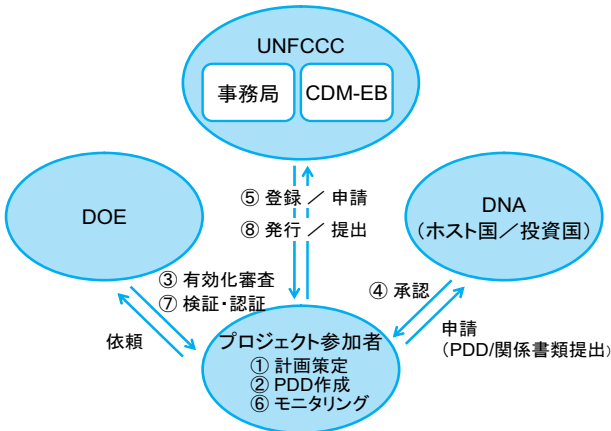 UNFCCC
事務局
CDM-EB
DOE
DNA
（ホスト国／投資国）
⑤ 登録 ／ 申請
⑧ 発行 ／ 提出
③ 有効化審査
⑦ 検証・認証
④ 承認
依頼
申請
（PDD/関係書類提出）
プロジェクト参加者
① 計画策定
② PDD作成
⑥ モニタリング